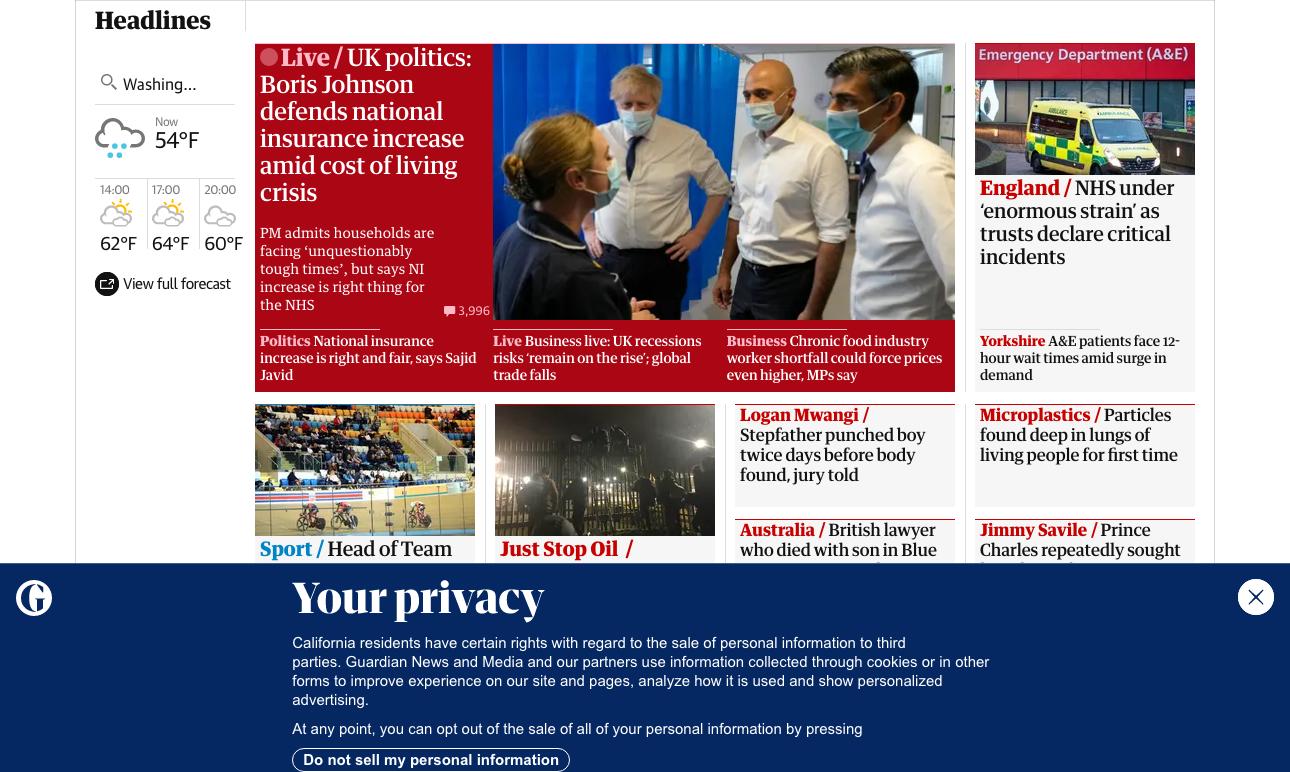 Headlines
Washing...
Now
54°F
14:00
17:00
20:00
62°F
64°F
60°F
View full forecast
Live / UK politics:
Boris Johnson
defends national
insurance increase
amid cost of living
crisis
PM admits households are
facing ‘unquestionably
tough times’, but says NI
increase is right thing for
the NHS
3,996
Politics National insurance
increase is right and fair, says Sajid
Javid
Live Business live: UK recessions
risks ‘remain on the rise’; global
trade falls
Business Chronic food industry
worker shortfall could force prices
even higher, MPs say
Emergency Department (A&E)
AMBULANCE
England / NHS under
‘enormous strain’ as
trusts declare critical
incidents
Yorkshire A&E patients face 12-
hour wait times amid surge in
demand
Sport / Head of Team
Just Stop Oil /
Logan Mwangi /
Stepfather punched boy
twice days before body
found, jury told
Australia / British lawyer
who died with son in Blue
Microplastics / Particles
found deep in lungs of
living people for first time
Jimmy Savile / Prince
Charles repeatedly sought
Your privacy
California residents have certain rights with regard to the sale of personal information to third
parties. Guardian News and Media and our partners use information collected through cookies or in other
forms to improve experience on our site and pages, analyze how it is used and show personalized
advertising.
At any point, you can opt out of the sale of all of your personal information by pressing
Do not sell my personal information